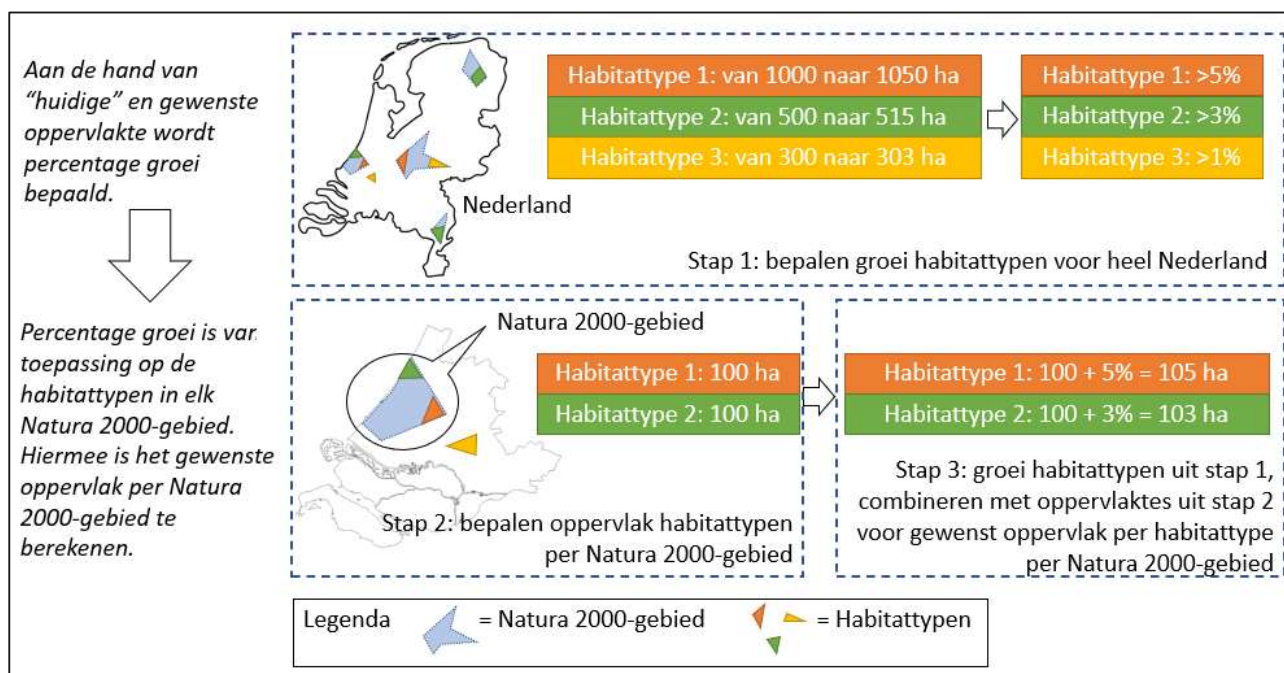 Aan de hand van
“huidige” en gewenste
oppervlakte wordt
percentage groei
bepaald.
Percentage groei is van
toepassing op de
habitattypen in elk
Natura 2000-gebied.
Hiermee is het gewenste
oppervlak per Natura
2000-gebied te
berekenen.
Nederland
Habitattype 1: van 1000 naar 1050 ha
Habitattype 2: van 500 naar 515 ha
Habitattype 3: van 300 naar 303 ha
Habitattype 1: >5%
Habitattype 2: >3%
Habitattype 3: >1%
Stap 1: bepalen groei habitattypen voor heel Nederland
Natura 2000-gebied
Habitattype 1: 100 ha
Habitattype 2: 100 ha
Stap 2: bepalen oppervlak habitattypen
per Natura 2000-gebied
Habitattype 1: 100 + 5% = 105 ha
Habitattype 2: 100 + 3% = 103 ha
Stap 3: groei habitattypen uit stap 1,
combineren met oppervlaktes uit stap 2
voor gewenst oppervlak per habitattype
per Natura 2000-gebied
Legenda
= Natura 2000-gebied
= Habitattypen